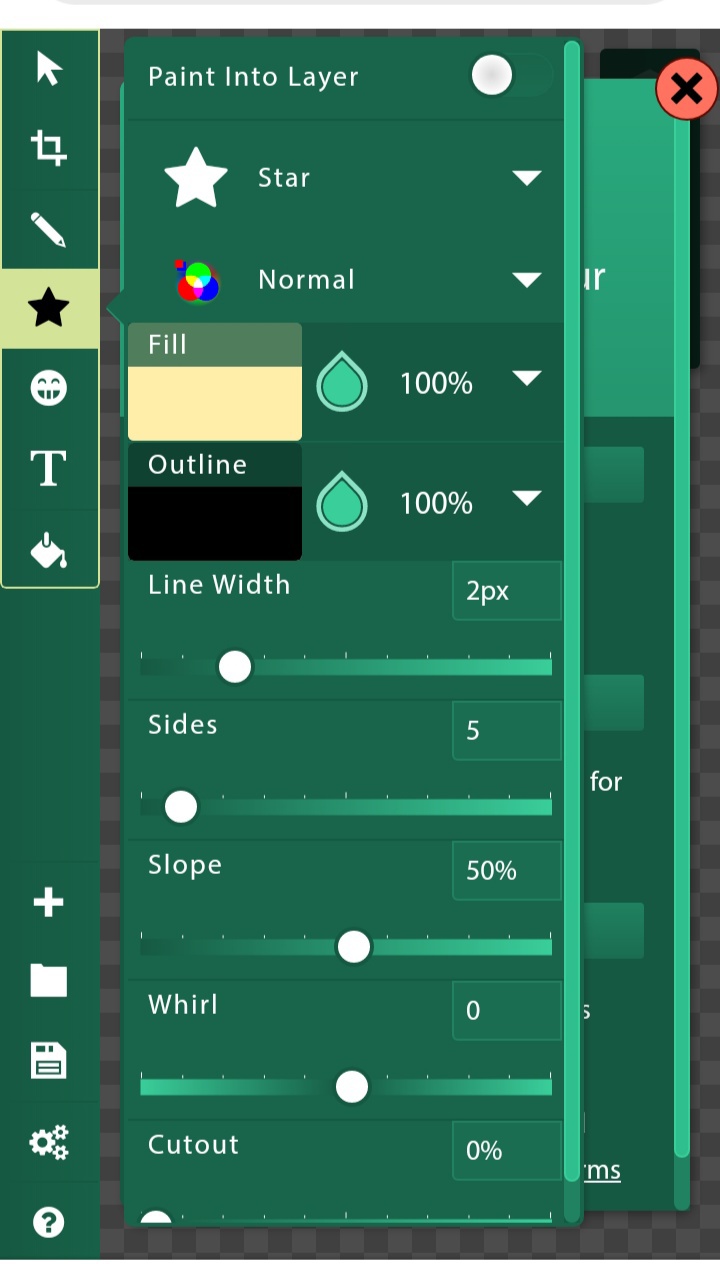 Paint Into Layer
Star
Normal
ur
Fill
100%
Outline
100%
T
Line Width
2px
Sides
5
for
Slope
50%
Whirl
0
s
Cutout
0%
rms
?